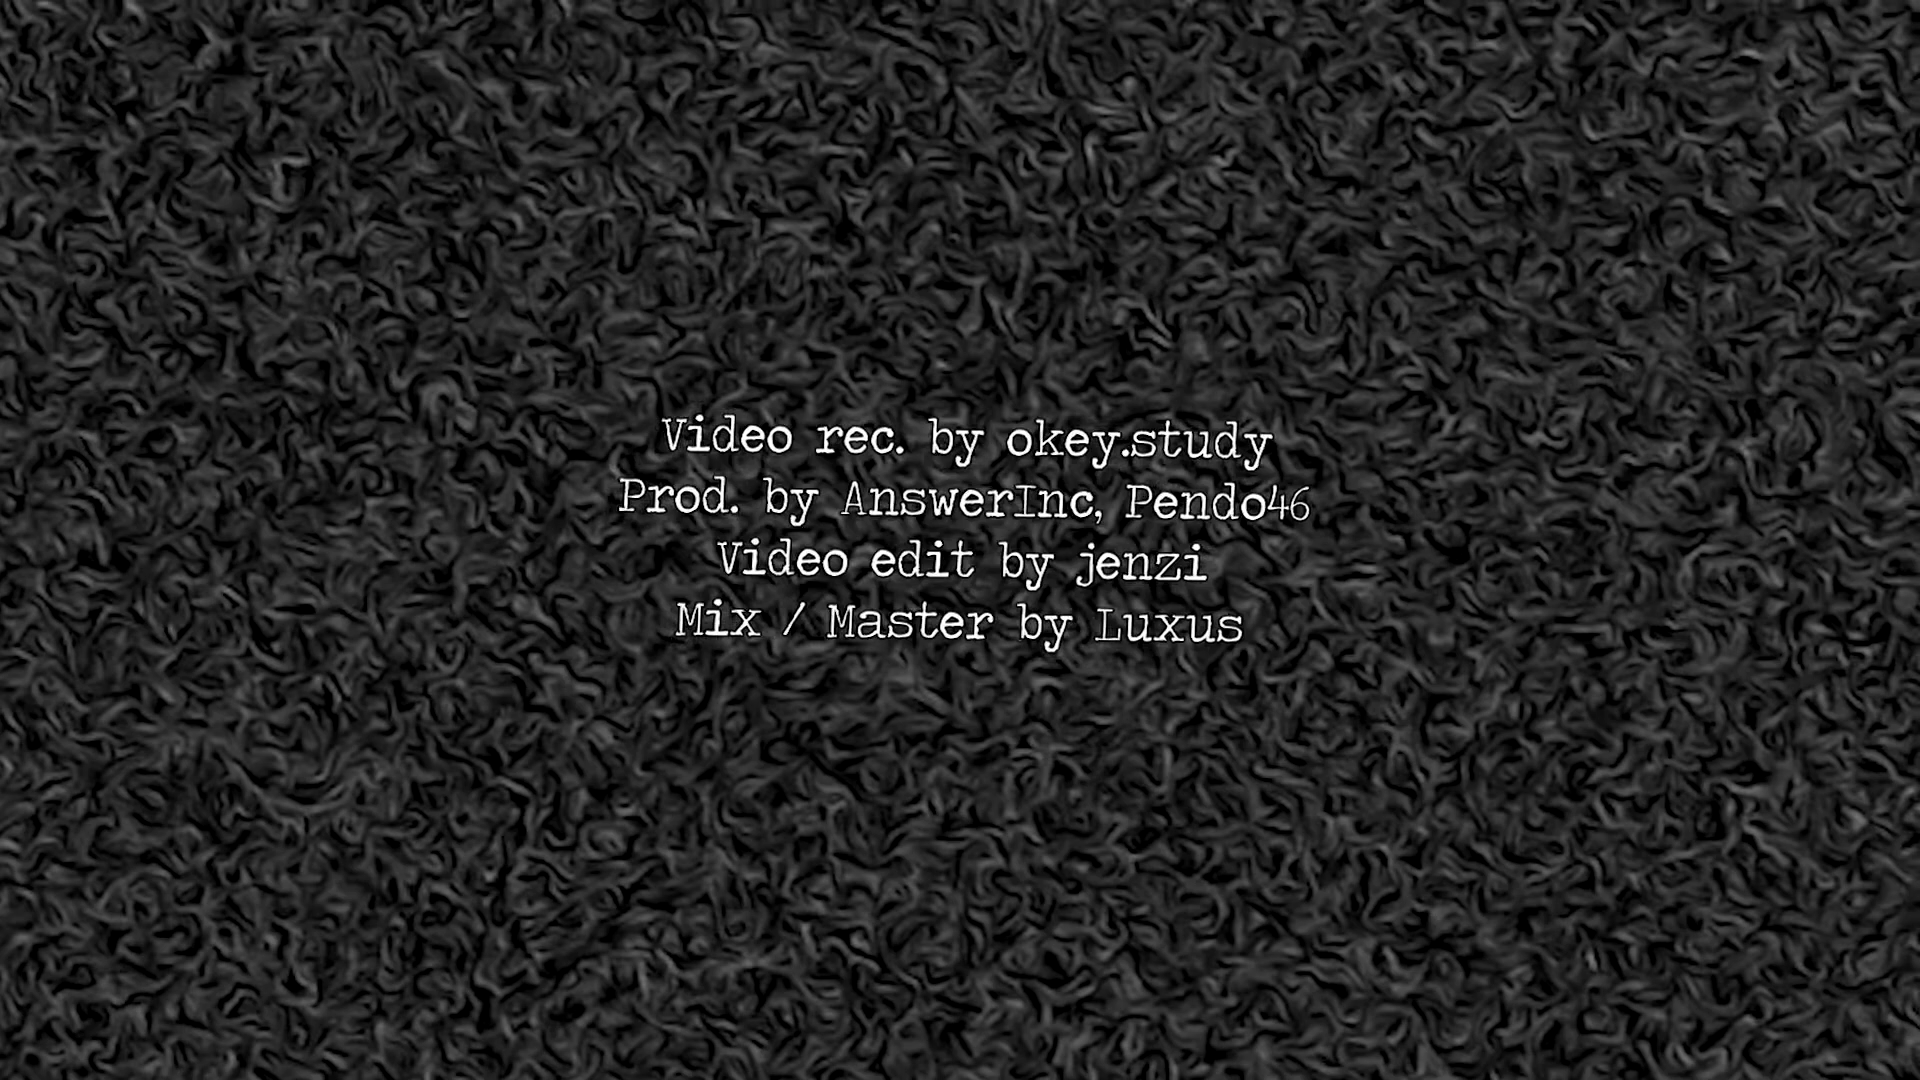 Video rec. by okey.study
Prod. by AnswerInc, Pendo46
Video edit by jenzi
Mix / Master by Luxus